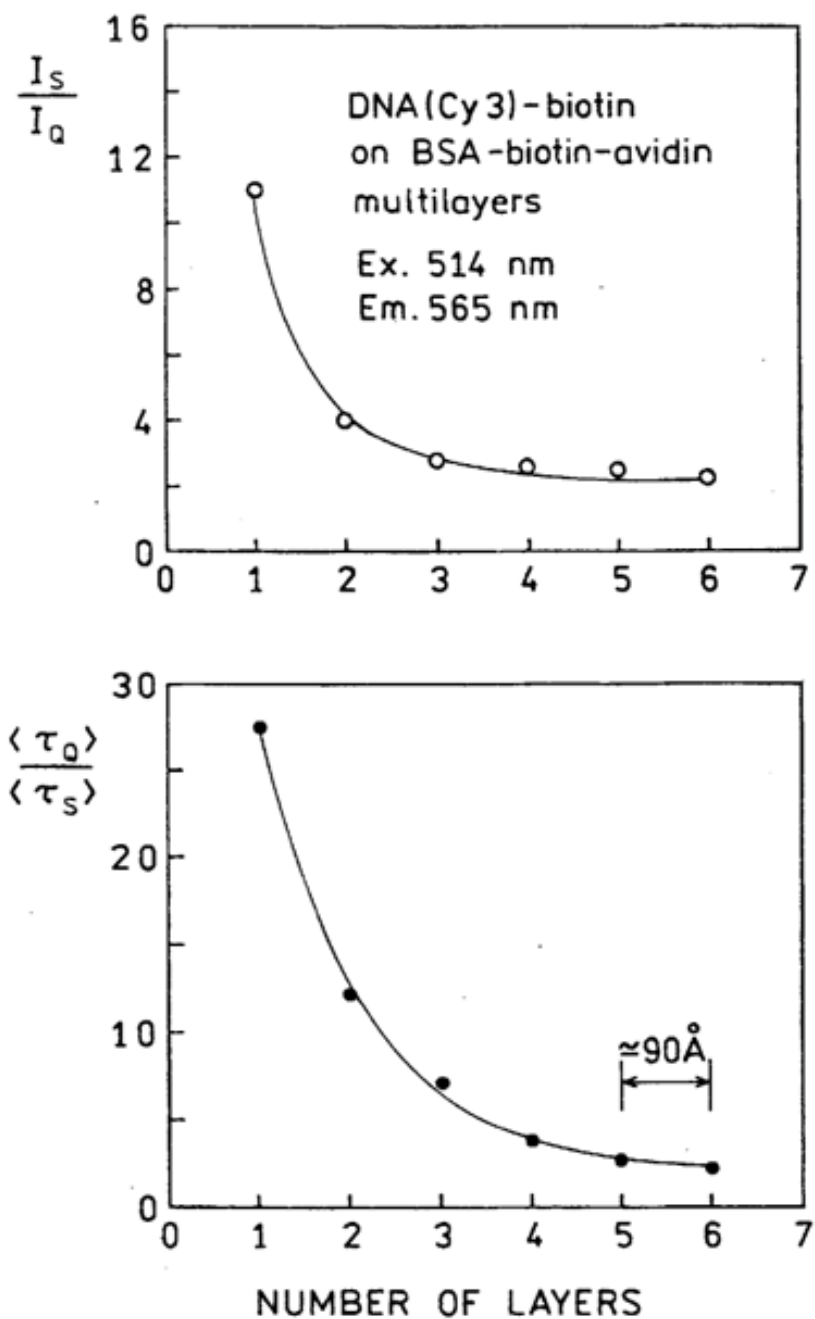 16
12
8
4
0
I_S
I_Q
DNA(Cy3)-biotin
on BSA-biotin-avidin
multilayers
Ex. 514 nm
Em. 565 nm
0 1 2 3 4 5 6 7
30
20
10
0
⟨τ_Q⟩
⟨τ_S⟩
≃90Å
0 1 2 3 4 5 6 7
NUMBER OF LAYERS